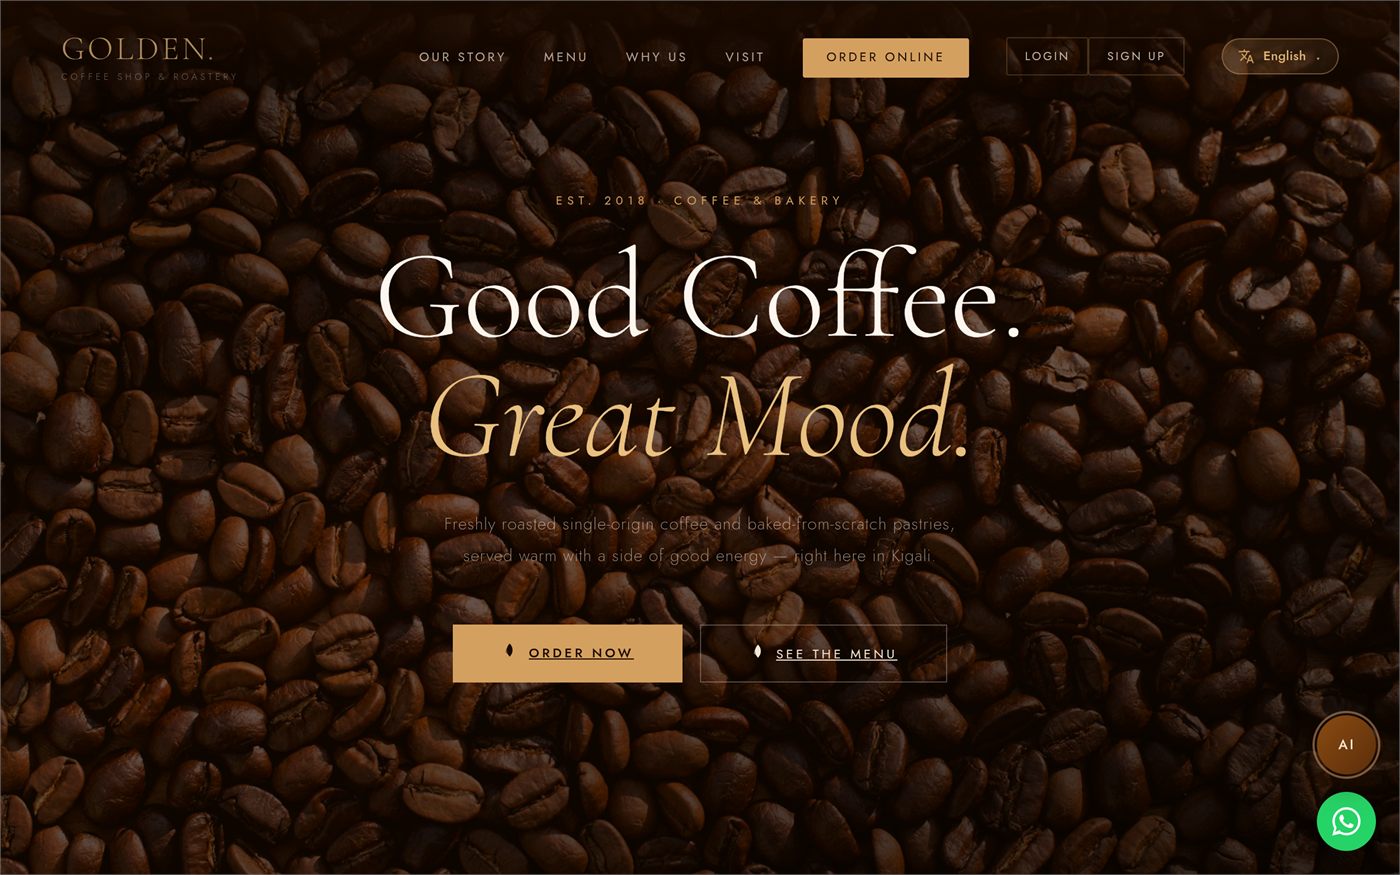 GOLDEN.
COFFEE SHOP & ROASTERY
OUR STORY MENU WHY US VISIT ORDER ONLINE LOGIN SIGN UP English
EST. 2018 · COFFEE & BAKERY
Good Coffee.
Great Mood.
Freshly roasted single-origin coffee and baked-from-scratch pastries,
served warm with a side of good energy — right here in Kigali.
ORDER NOW SEE THE MENU
AI